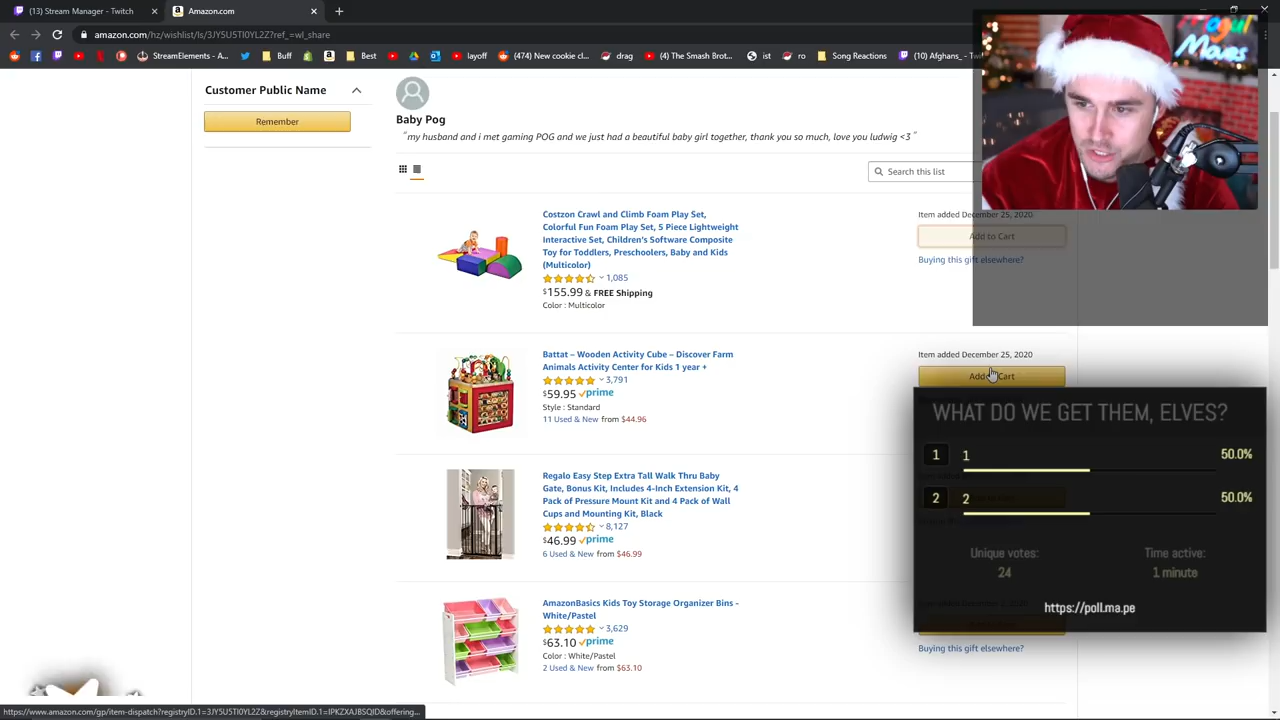 (13) Stream Manager - Twitch
Amazon.com
amazon.com/hz/wishlist/ls/3JY5U5TI0YL2Z?ref_=wl_share
StreamElements - A...
Buff
Best
(474) New cookie cl...
drag
(4) The Smash Brot...
layoff
ist
ro
Song Reactions
(10) Afghans_ - Twit
Mogul
Moves
Customer Public Name
Remember
Baby Pog
"my husband and i met gaming POG and we just had a beautiful baby girl together, thank you so much, love you ludwig <3"
Search this list
Costzon Crawl and Climb Foam Play Set,
Colorful Fun Foam Play Set, 5 Piece Lightweight
Interactive Set, Children's Software Composite
Toy for Toddlers, Preschoolers, Baby and Kids
(Multicolor)
1,085
$155.99 & FREE Shipping
Color : Multicolor
Item added December 25, 2020
Add to Cart
Buying this gift elsewhere?
Battat – Wooden Activity Cube – Discover Farm
Animals Activity Center for Kids 1 year +
3,791
$59.95 prime
Style : Standard
11 Used & New from $44.96
Item added December 25, 2020
Add to Cart
Regalo Easy Step Extra Tall Walk Thru Baby
Gate, Bonus Kit, Includes 4-Inch Extension Kit, 4
Pack of Pressure Mount Kit and 4 Pack of Wall
Cups and Mounting Kit, Black
8,127
$46.99 prime
6 Used & New from $46.99
AmazonBasics Kids Toy Storage Organizer Bins -
White/Pastel
3,629
$63.10 prime
Color : White/Pastel
2 Used & New from $63.10
Buying this gift elsewhere?
WHAT DO WE GET THEM, ELVES?
1 1 50.0%
2 2 50.0%
Unique votes:
24
Time active:
1 minute
https://poll.ma.pe
https://www.amazon.com/gp/item-dispatch?registryID.1=3JY5U5TI0YL2Z&registryItemID.1=IPKZXAJBSQID&offering...